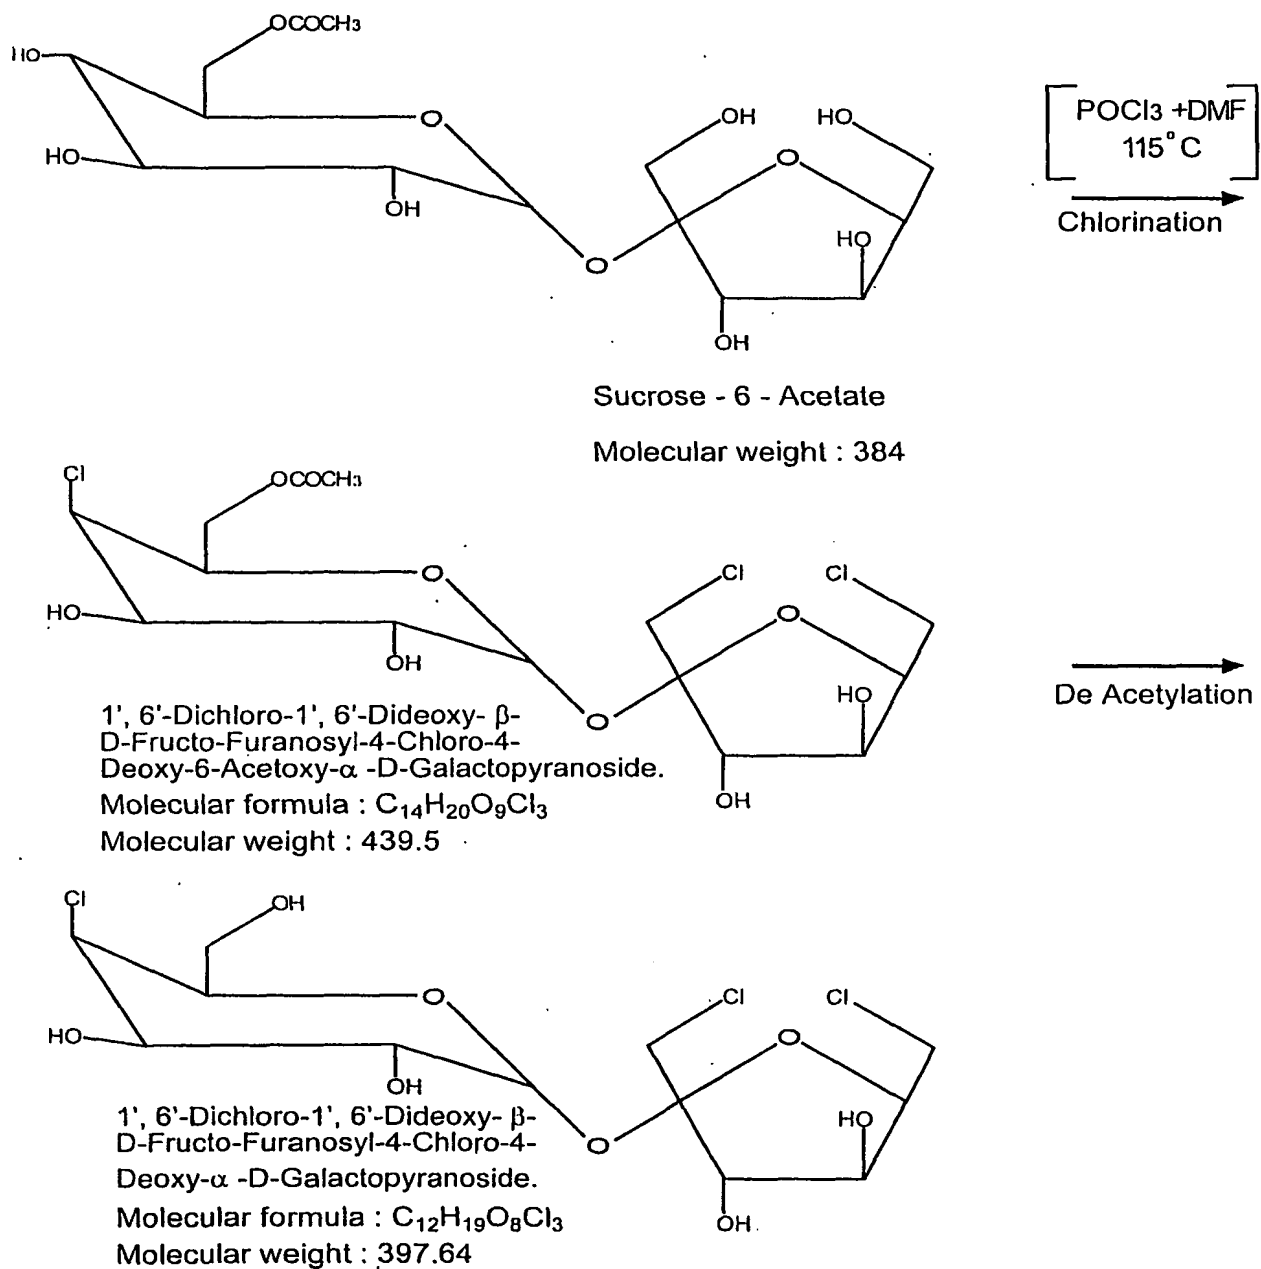 OCOCH3
HO
O
HO
OH
OH
HO
O
HO
O
OH
POCl3 +DMF
115° C
Chlorination
Sucrose - 6 - Acetate
Molecular weight : 384
Cl
OCOCH3
O
HO
OH
Cl
Cl
O
HO
O
OH
De Acetylation
1', 6'-Dichloro-1', 6'-Dideoxy- β-
D-Fructo-Furanosyl-4-Chloro-4-
Deoxy-6-Acetoxy-α -D-Galactopyranoside.
Molecular formula : C14H20O9Cl3
Molecular weight : 439.5
Cl
OH
O
HO
OH
Cl
Cl
O
HO
O
OH
1', 6'-Dichloro-1', 6'-Dideoxy- β-
D-Fructo-Furanosyl-4-Chloro-4-
Deoxy-α -D-Galactopyranoside.
Molecular formula : C12H19O8Cl3
Molecular weight : 397.64